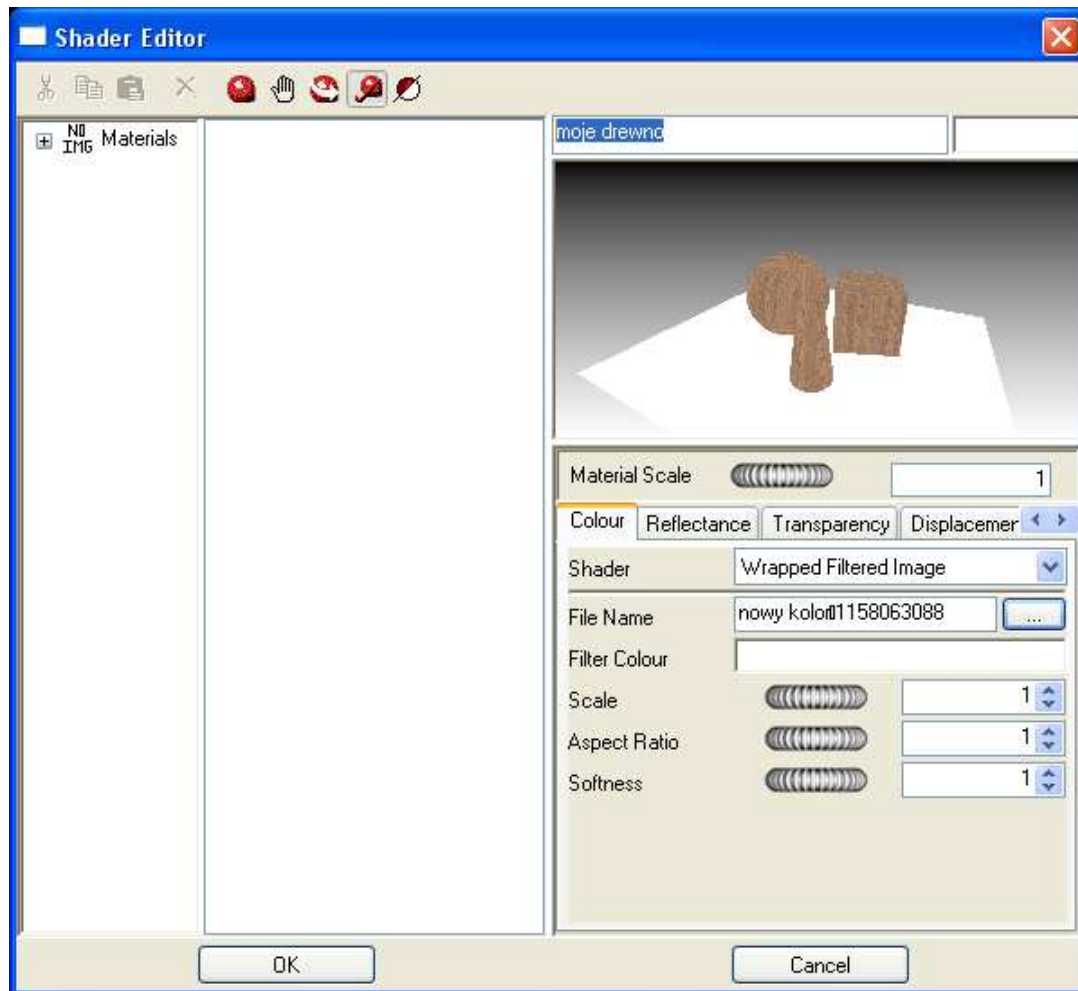 Shader Editor
NO IMG Materials
moje drewno
Material Scale 1
Colour Reflectance Transparency Displacemer
Shader Wrapped Filtered Image
File Name nowy kolor1158063088 ...
Filter Colour
Scale 1
Aspect Ratio 1
Softness 1
OK Cancel